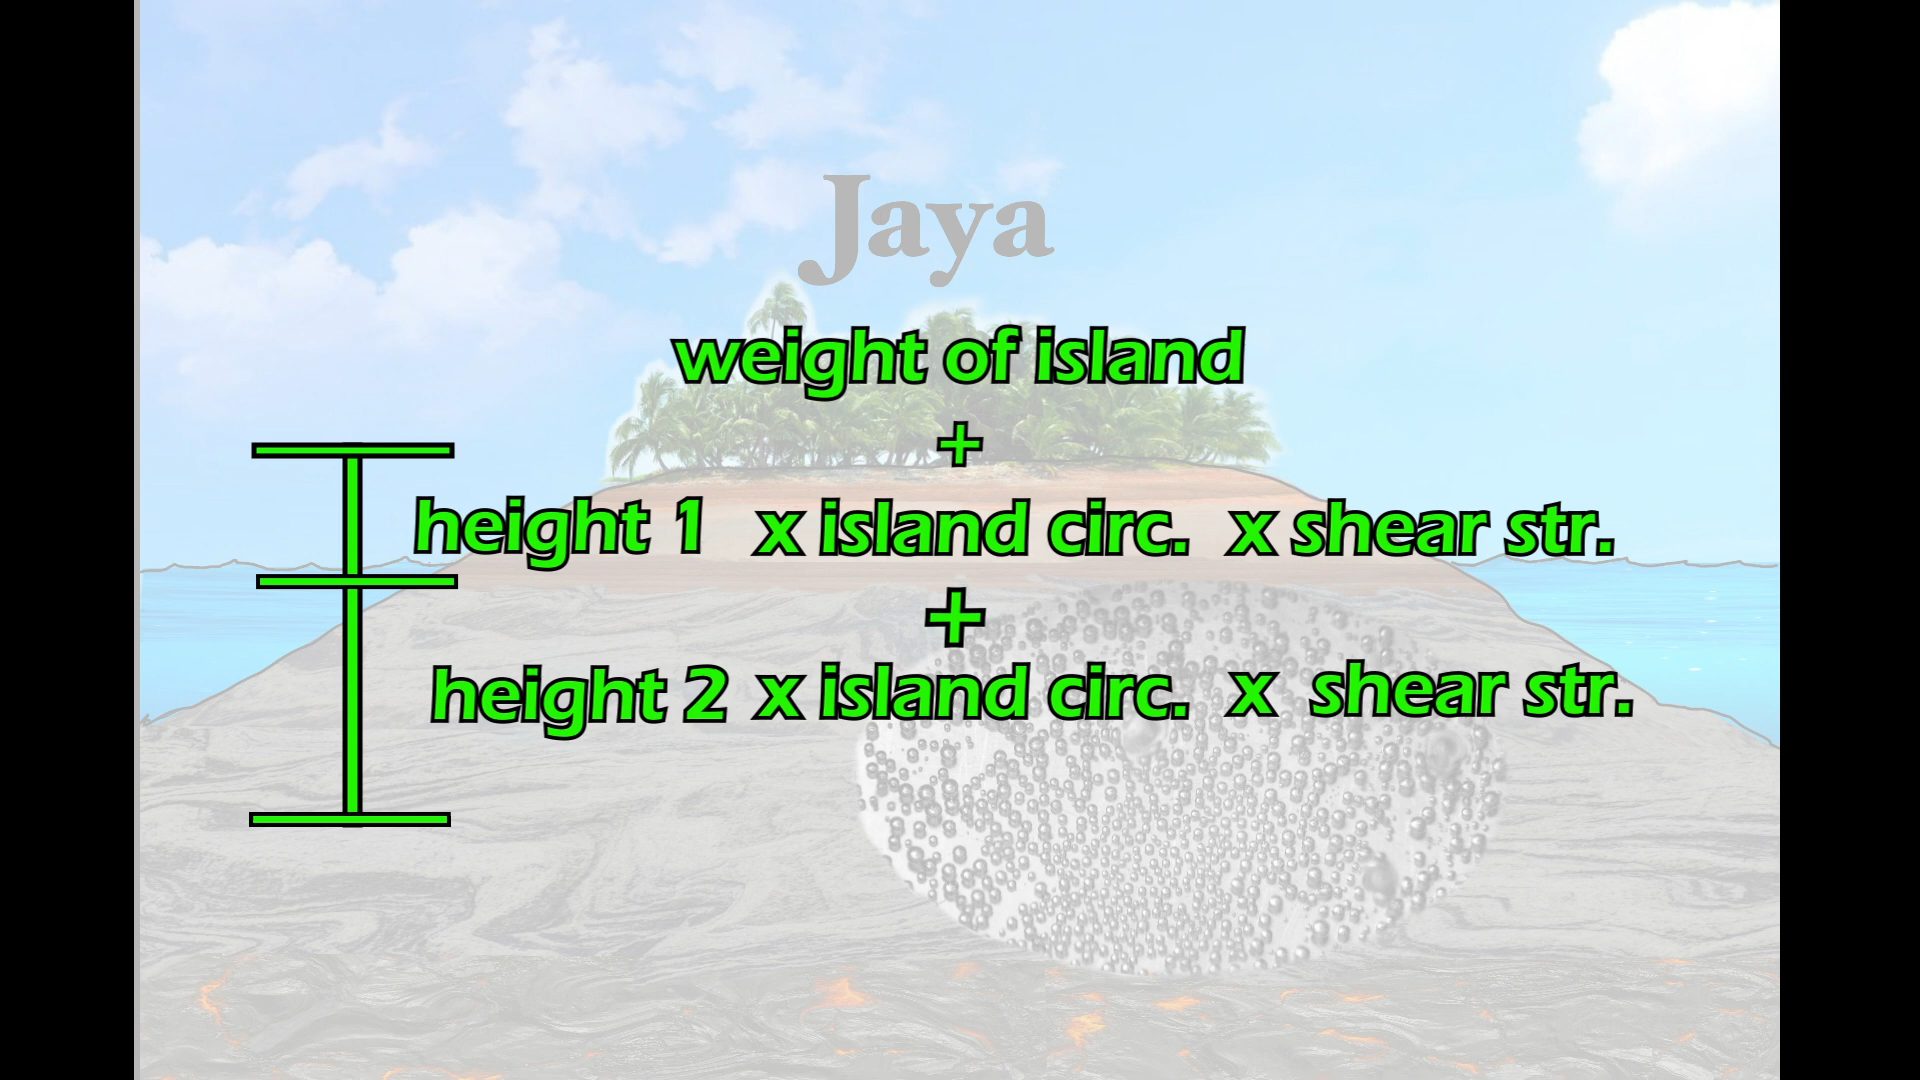 Jaya
weight of island
+
height 1 x island circ. x shear str.
+
height 2 x island circ. x shear str.